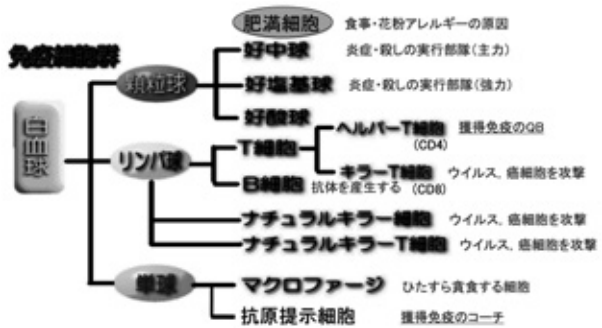 肥満細胞 食事・花粉アレルギーの原因
免疫細胞群
好中球 炎症・殺しの実行部隊(主力)
顆粒球
好塩基球 炎症・殺しの実行部隊(強力)
好酸球
白血球
リンパ球
T細胞
ヘルパーT細胞 獲得免疫のQB
(CD4)
キラーT細胞 ウイルス,癌細胞を攻撃
(CD8)
B細胞 抗体を産生する
ナチュラルキラー細胞 ウイルス,癌細胞を攻撃
ナチュラルキラーT細胞 ウイルス,癌細胞を攻撃
単球
マクロファージ ひたすら貪食する細胞
抗原提示細胞 獲得免疫のコーチ